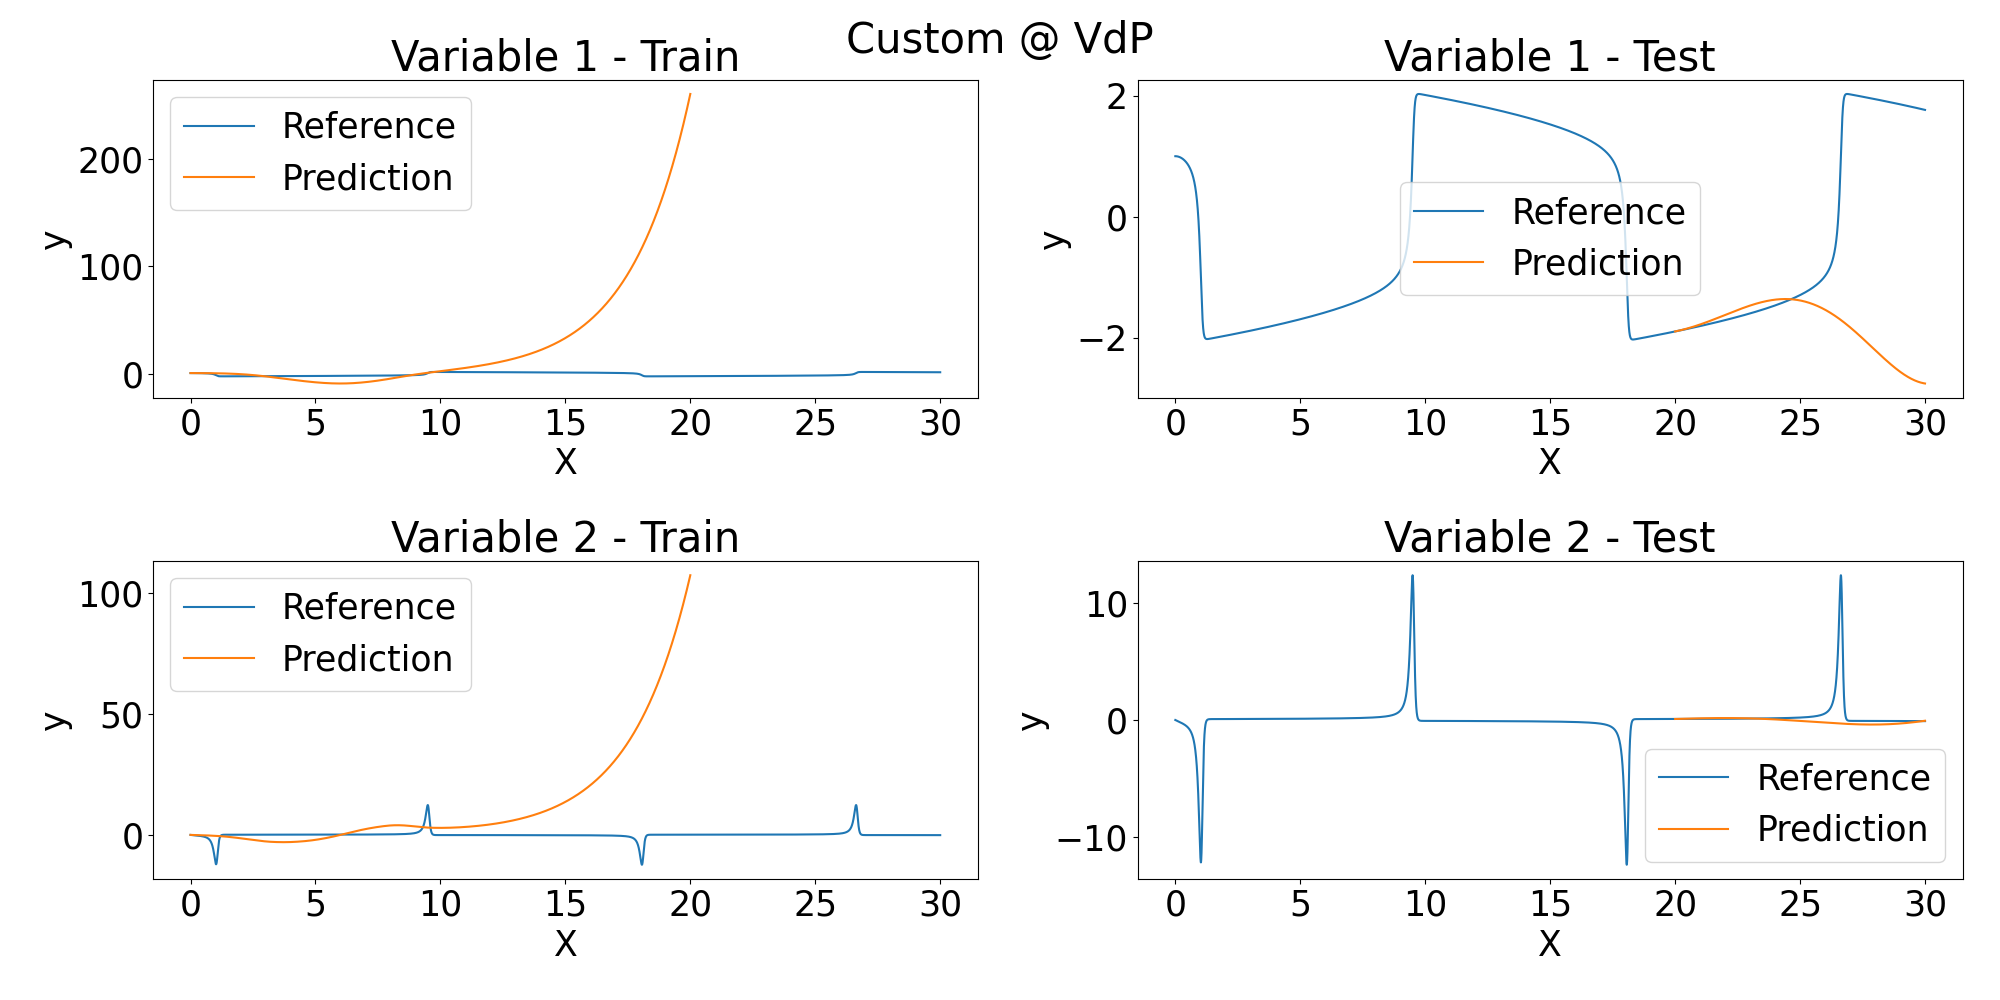 Custom @ VdP
Variable 1 - Train
Reference
Prediction
200
100
0
y
0 5 10 15 20 25 30
X
Variable 1 - Test
Reference
Prediction
2
0
−2
y
0 5 10 15 20 25 30
X
Variable 2 - Train
Reference
Prediction
100
50
0
y
0 5 10 15 20 25 30
X
Variable 2 - Test
Reference
Prediction
10
0
−10
y
0 5 10 15 20 25 30
X